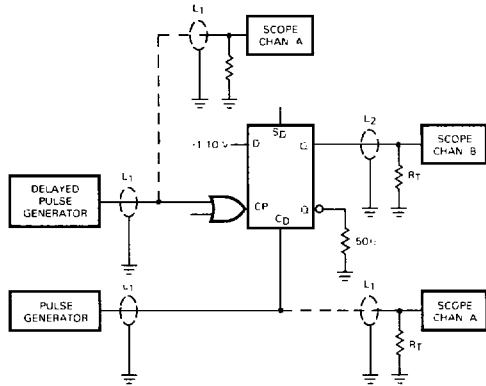 L1
SCOPE
CHAN A
SD
-1 10 V
D
Q
L2
SCOPE
CHAN B
RT
DELAYED
PULSE
GENERATOR
L1
CP
Q
CD
50Ω
PULSE
GENERATOR
L1
L1
SCOPE
CHAN A
RT